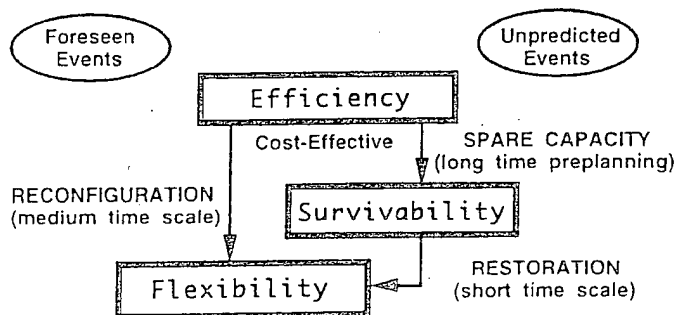 Foreseen
Events
Unpredicted
Events
Efficiency
Cost-Effective
SPARE CAPACITY
(long time preplanning)
RECONFIGURATION
(medium time scale)
Survivability
Flexibility
RESTORATION
(short time scale)